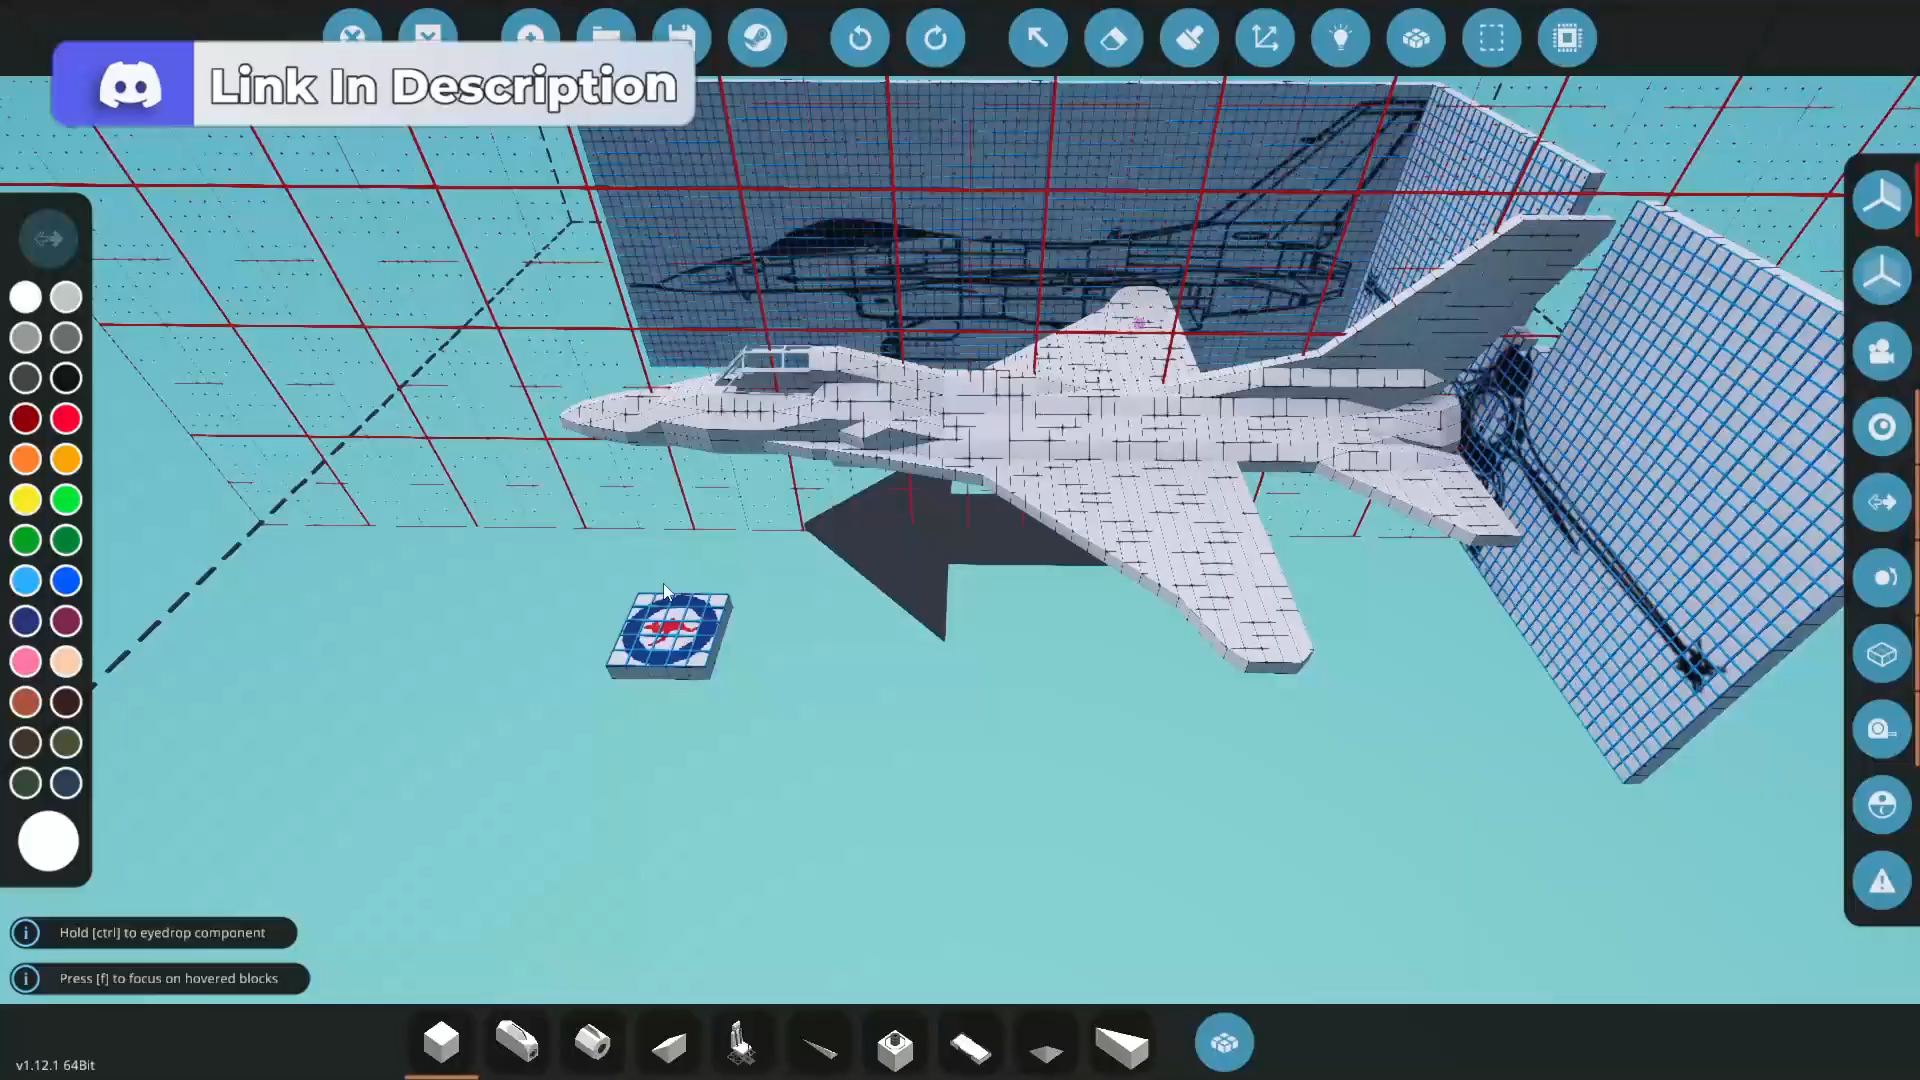 Link In Description
Hold [ctrl] to eyedrop component
Press [f] to focus on hovered blocks
v1.12.1 64Bit